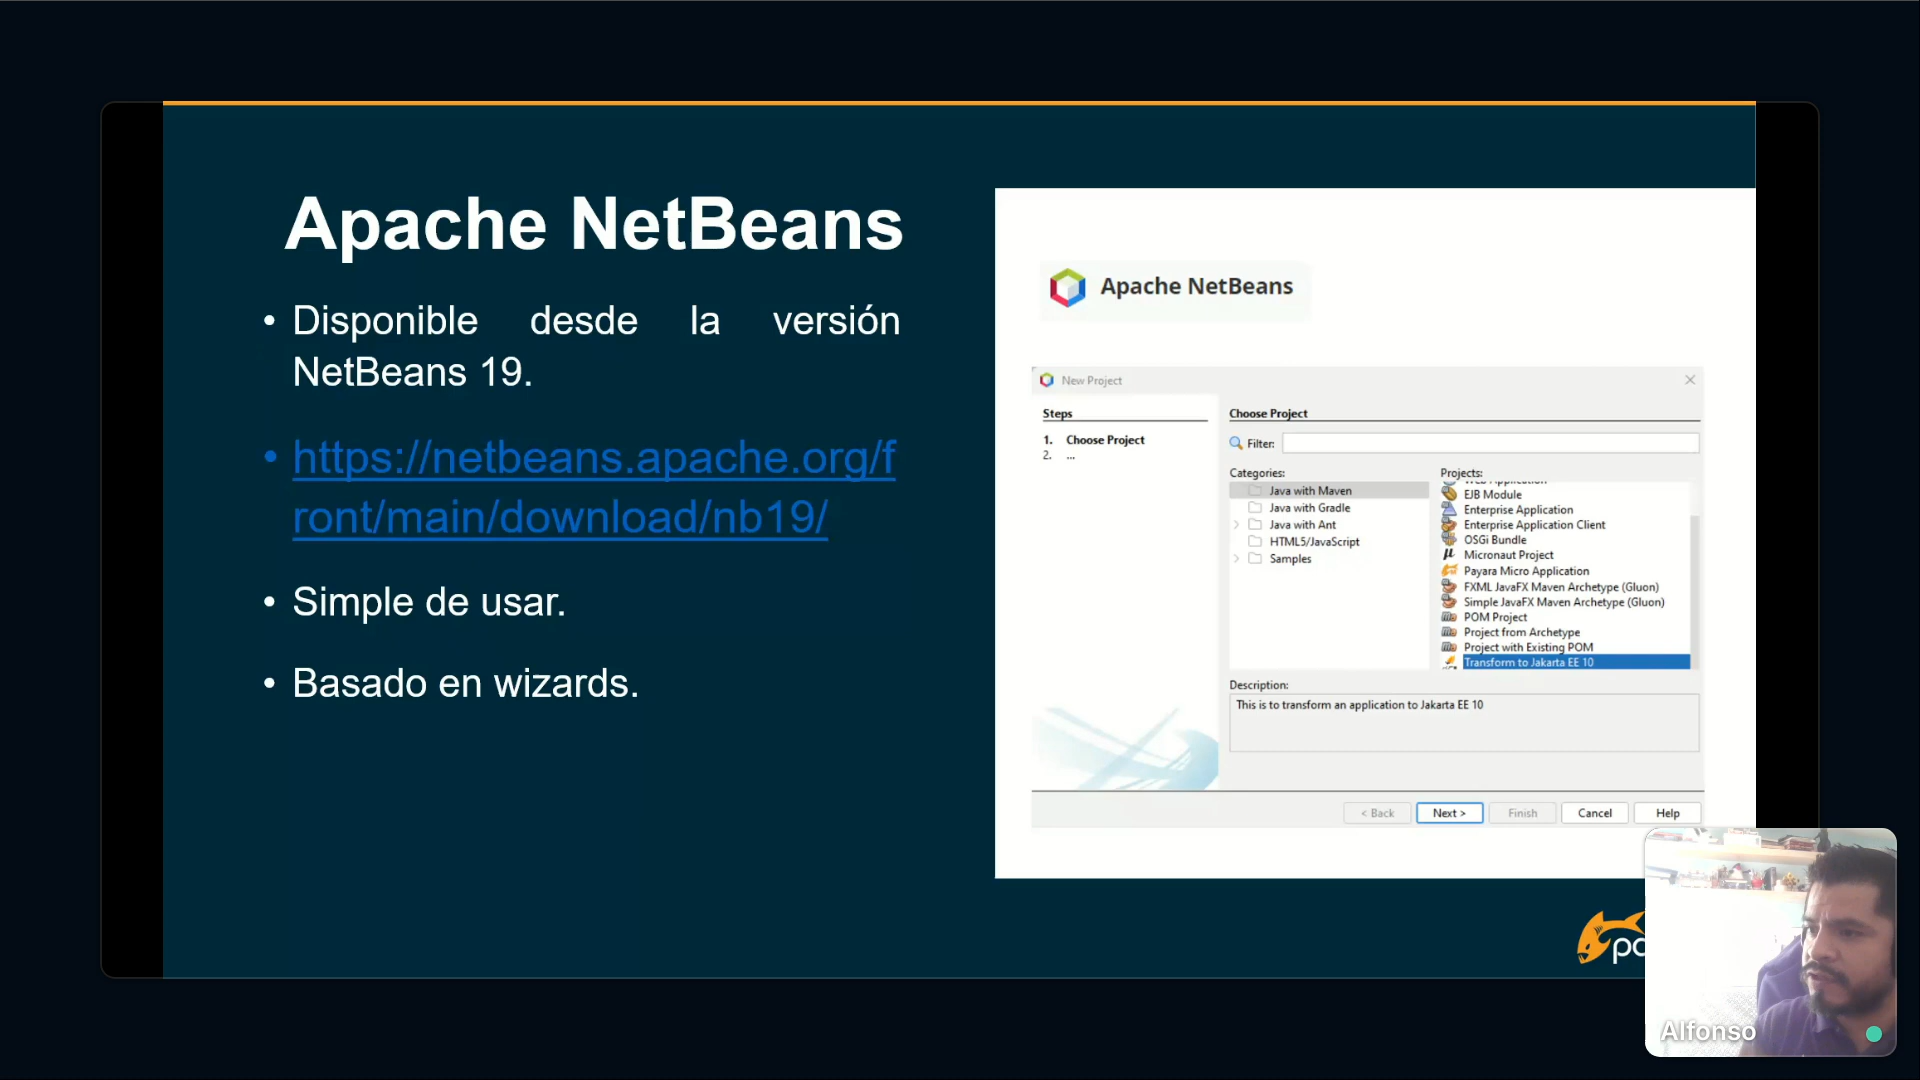 Apache NetBeans
• Disponible desde la versión
NetBeans 19.
• https://netbeans.apache.org/f
ront/main/download/nb19/
• Simple de usar.
• Basado en wizards.
Apache NetBeans
New Project
Steps
1. Choose Project
2. ...
Choose Project
Filter:
Categories:
Java with Maven
Java with Gradle
Java with Ant
HTML5/JavaScript
Samples
Projects:
EJB Module
Enterprise Application
Enterprise Application Client
OSGi Bundle
Micronaut Project
Payara Micro Application
FXML JavaFX Maven Archetype (Gluon)
Simple JavaFX Maven Archetype (Gluon)
POM Project
Project from Archetype
Project with Existing POM
Transform to Jakarta EE 10
Description:
This is to transform an application to Jakarta EE 10
< Back
Next >
Finish
Cancel
Help
Alfonso